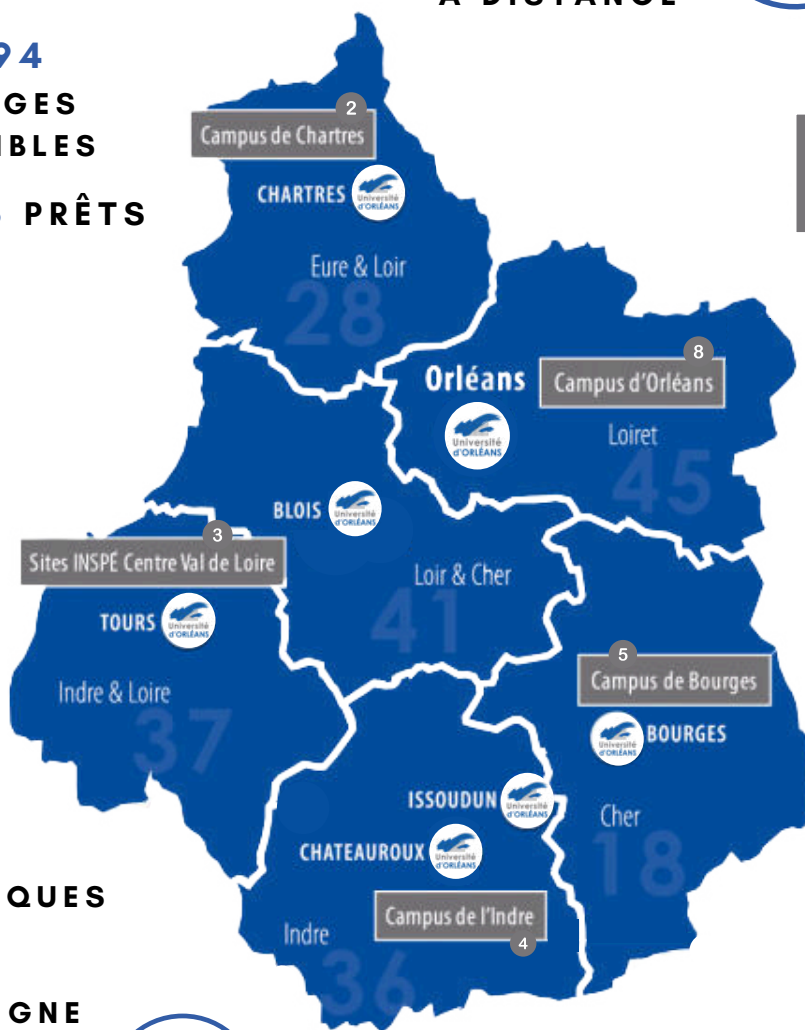 À DISTANCE
94
GES
IBLES
PRÊTS
2
Campus de Chartres
CHARTRES
Université
d'ORLÉANS
Eure & Loir
28
8
Orléans
Campus d'Orléans
Université
d'ORLÉANS
Loiret
45
BLOIS
Université
d'ORLÉANS
3
Sites INSPÉ Centre Val de Loire
Loir & Cher
41
TOURS
Université
d'ORLÉANS
5
Campus de Bourges
Indre & Loire
37
BOURGES
Université
d'ORLÉANS
ISSOUDUN
Université
d'ORLÉANS
Cher
18
CHATEAUROUX
Université
d'ORLÉANS
QUES
Campus de l'Indre
4
Indre
36
GNE